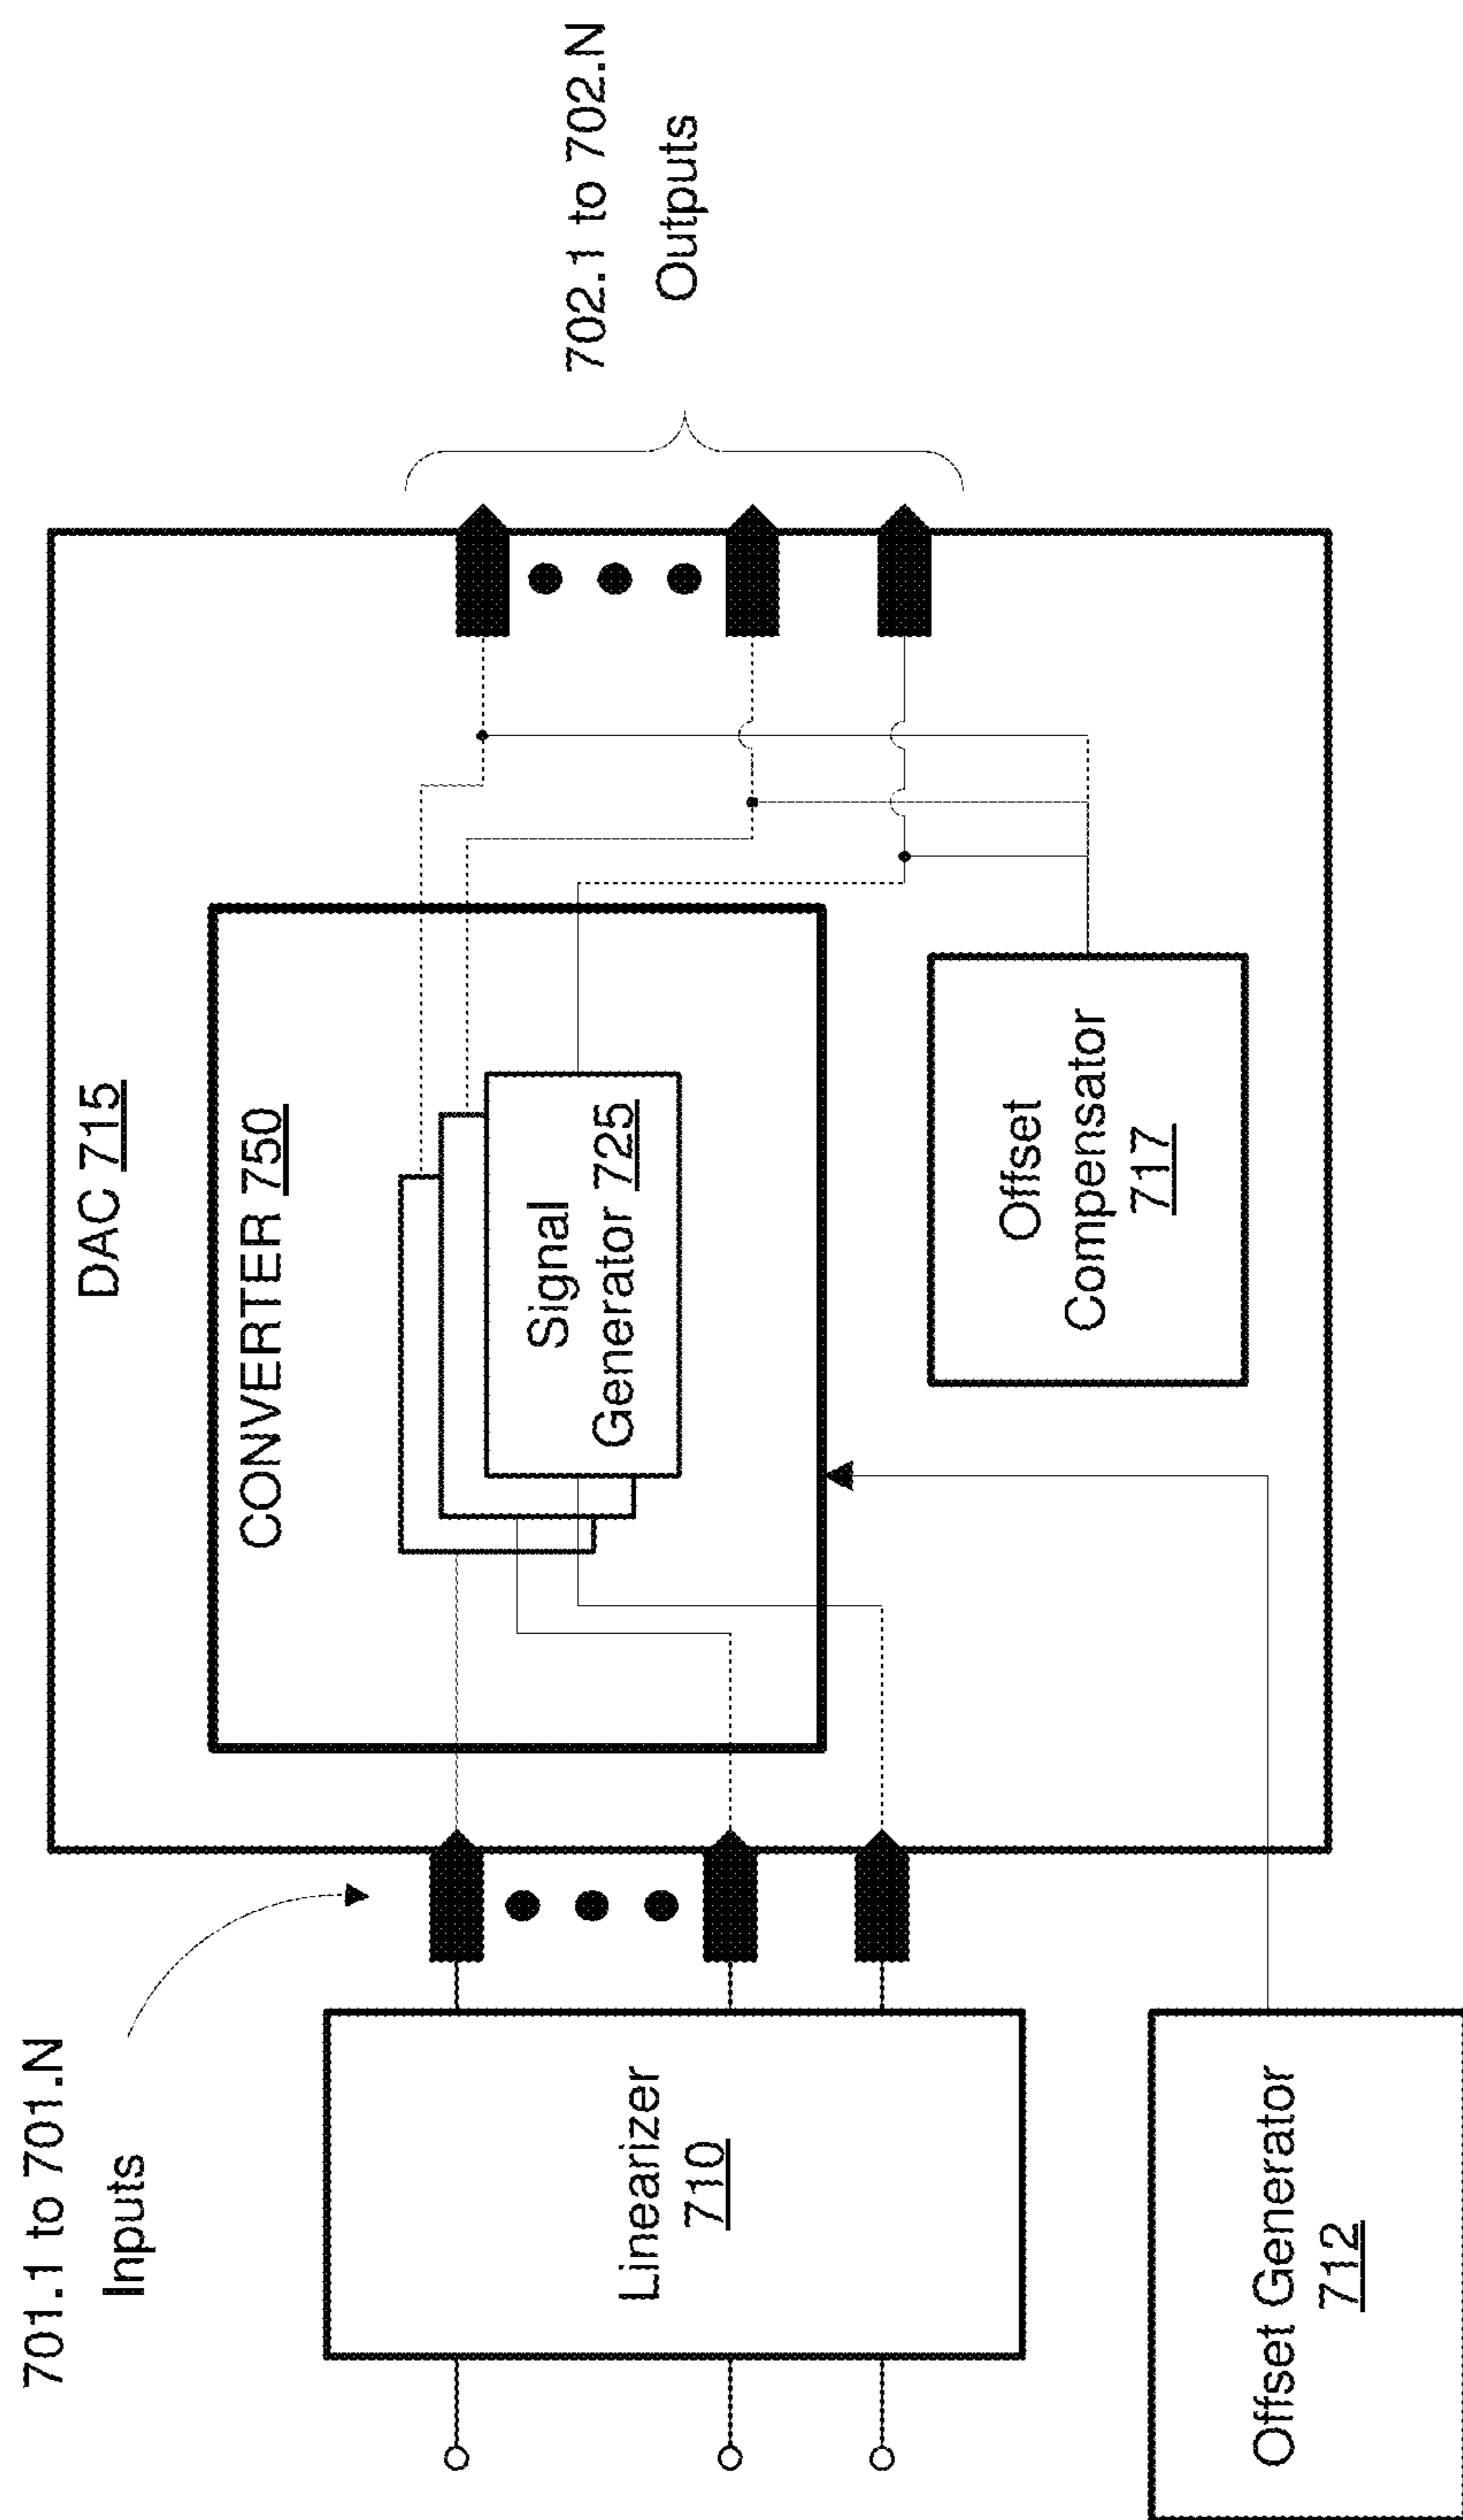 701.1 to 701.N
Inputs
Linearizer
710
Offset Generator
712
DAC 715
CONVERTER 750
Signal
Generator 725
Offset
Compensator
717
702.1 to 702.N
Outputs